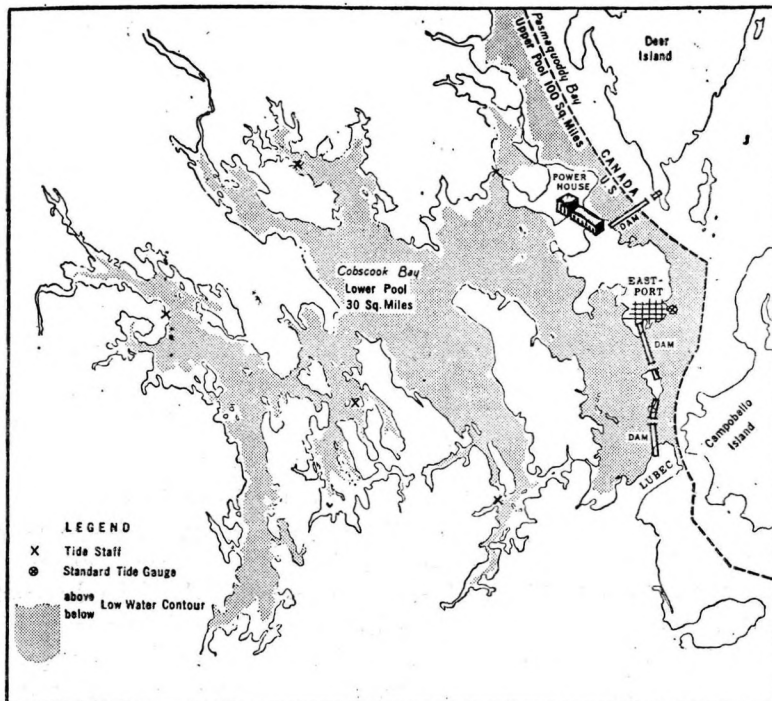 Pasmaquoddy Bay
Upper Pool 100 Sq. Miles
Deer
Island
CANADA
U S
POWER
HOUSE
DAM
Cobscook Bay
Lower Pool
30 Sq. Miles
EAST-
PORT
DAM
DAM
LUBEC
Campobello
Island
LEGEND
X Tide Staff
⊗ Standard Tide Gauge
above
below Low Water Contour